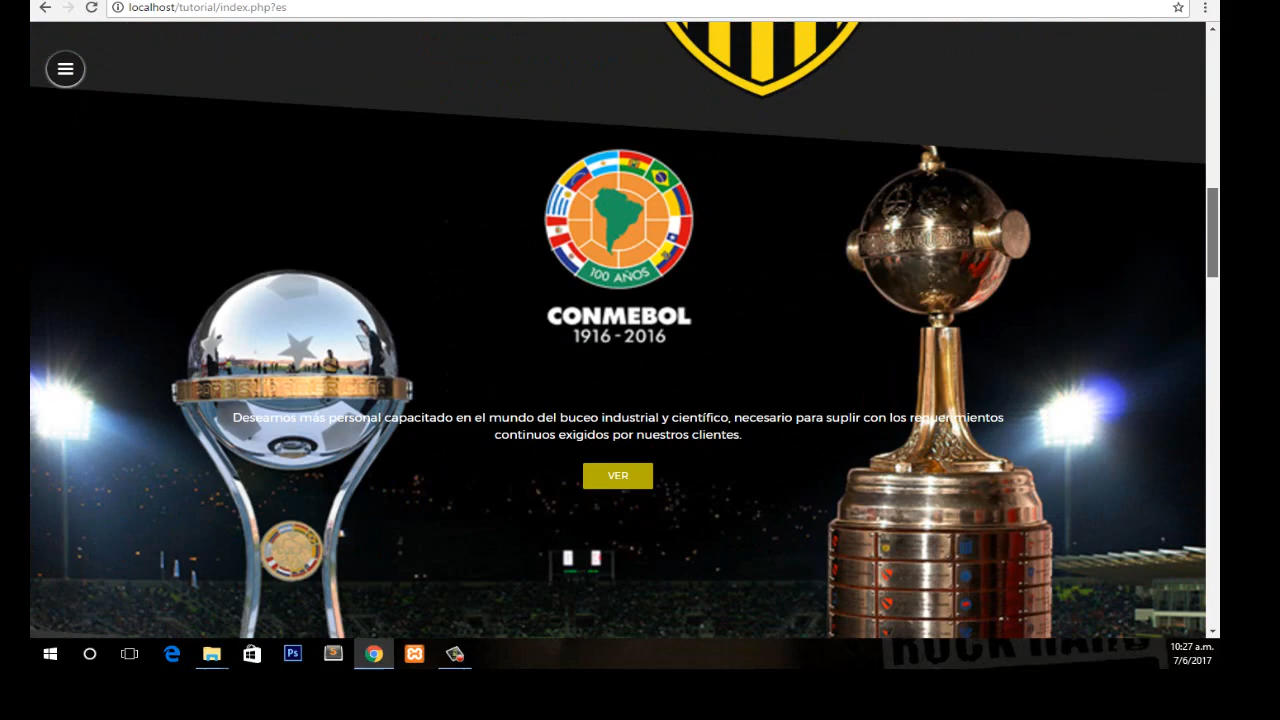 localhost/tutorial/index.php?es
100 AÑOS
CONMEBOL
1916 - 2016
Deseamos más personal capacitado en el mundo del buceo industrial y científico, necesario para suplir con los requerimientos
continuos exigidos por nuestros clientes.
VER
Ps
S
10:27 a.m.
7/6/2017